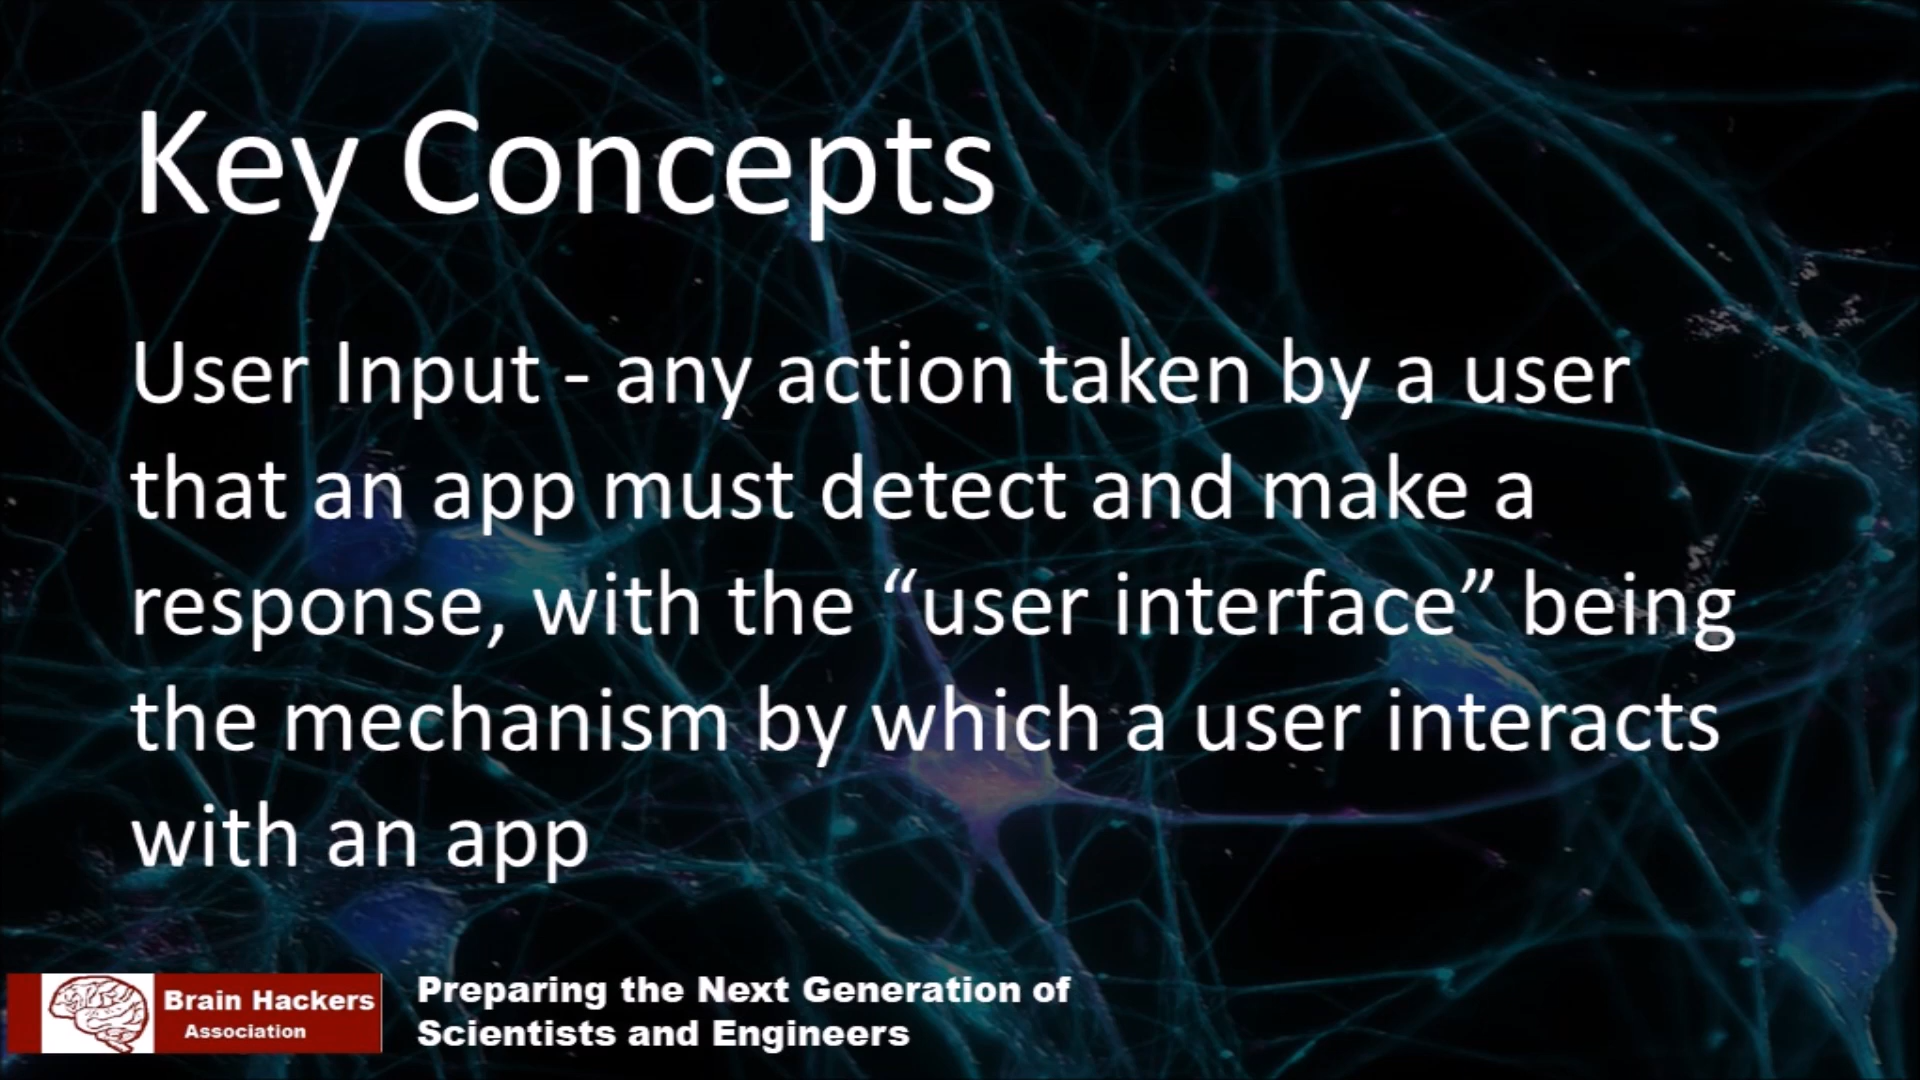 Key Concepts
User Input - any action taken by a user
that an app must detect and make a
response, with the “user interface” being
the mechanism by which a user interacts
with an app
Brain Hackers
Association
Preparing the Next Generation of
Scientists and Engineers